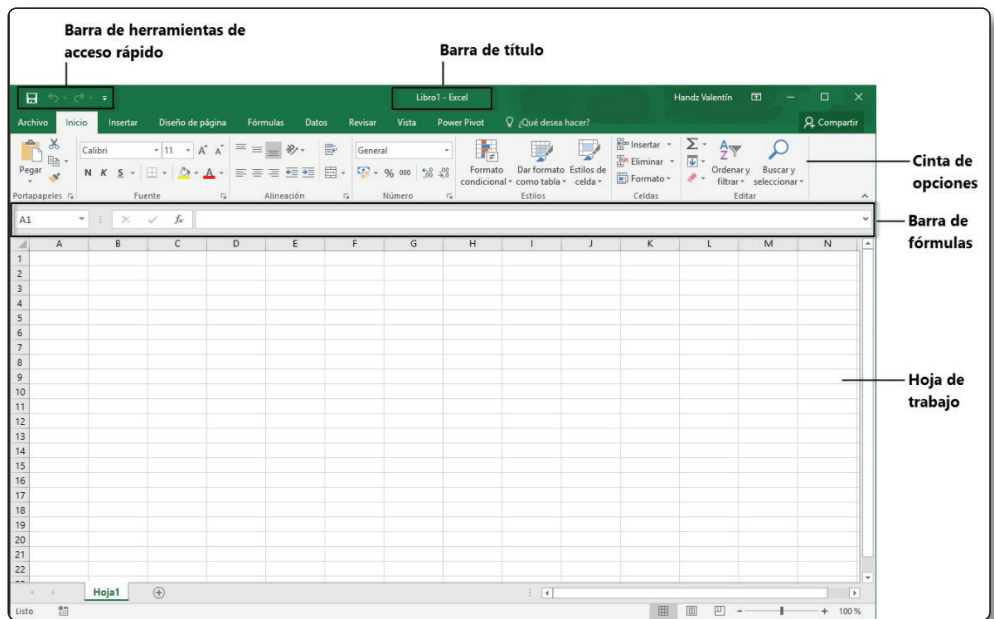 Barra de herramientas de
acceso rápido
Barra de título
Libro1 - Excel
Handz Valentín
Archivo Inicio Insertar Diseño de página Fórmulas Datos Revisar Vista Power Pivot ¿Qué desea hacer? Compartir
Pegar
Calibri 11 A A
N K S A
General
% 000
Formato
condicional
Dar formato
como tabla
Estilos de
celda
Insertar
Eliminar
Formato
Ordenar y
filtrar
Buscar y
seleccionar
Portapapeles Fuente Alineación Número Estilos Celdas Editar
Cinta de
opciones
A1 fx
Barra de
fórmulas
A B C D E F G H I J K L M N
1
2
3
4
5
6
7
8
9
10
11
12
13
14
15
16
17
18
19
20
21
22
Hoja de
trabajo
Hoja1
Listo 100 %